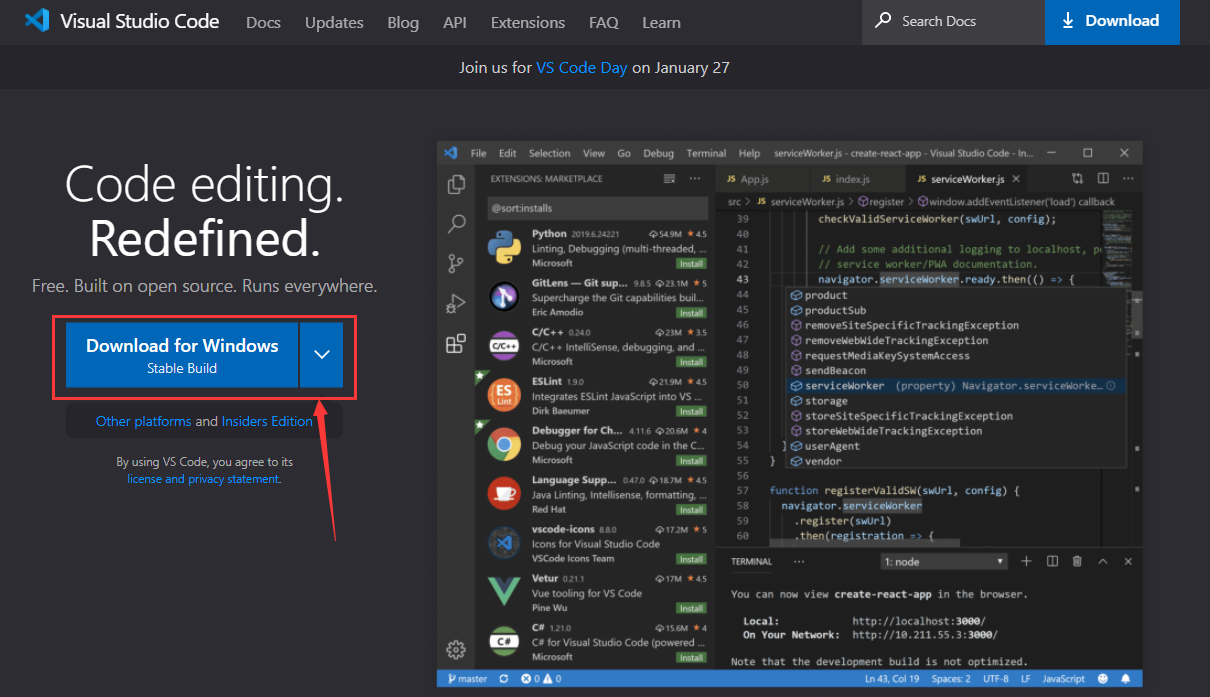 Visual Studio Code Docs Updates Blog API Extensions FAQ Learn Search Docs Download
Join us for VS Code Day on January 27
Code editing.
Redefined.
Free. Built on open source. Runs everywhere.
Download for Windows
Stable Build
Other platforms and Insiders Edition
By using VS Code, you agree to its
license and privacy statement.
File Edit Selection View Go Debug Terminal Help serviceWorker.js - create-react-app - Visual Studio Code - In...
EXTENSIONS: MARKETPLACE
@sort:installs
Python 2019.6.24221 54.9M 4.5
Linting, Debugging (multi-threaded, ...
Microsoft Install
GitLens — Git sup... 9.8.5 23.1M 5
Supercharge the Git capabilities buil...
Eric Amodio Install
C/C++
C/C++ 0.24.0 23M 3.5
C/C++ IntelliSense, debugging, and ...
Microsoft Install
ES
LINT
ESLint 1.9.0 21.9M 4.5
Integrates ESLint JavaScript into VS ...
Dirk Baeumer Install
Debugger for Ch... 4.11.6 20.6M 4
Debug your JavaScript code in the C...
Microsoft Install
Language Supp... 0.47.0 18.7M 4.5
Java Linting, Intellisense, formatting, ...
Red Hat Install
vscode-icons 8.8.0 17.2M 5
Icons for Visual Studio Code
VSCode Icons Team Install
Vetur 0.21.1 17M 4.5
Vue tooling for VS Code
Pine Wu Install
C#
C# 1.21.0 15.6M 4
C# for Visual Studio Code (powered ...
Microsoft Install
JS App.js JS index.js JS serviceWorker.js
src > JS serviceWorker.js > register > window.addEventListener('load') callback
39 checkValidServiceWorker(swUrl, config);
40
41 // Add some additional logging to localhost, p
42 // service worker/PWA documentation.
43 navigator.serviceWorker.ready.then(() => {
44 product
45 productSub
46 removeSiteSpecificTrackingException
47 removeWebWideTrackingException
48 requestMediaKeySystemAccess
49 sendBeacon
50 serviceWorker (property) Navigator.serviceWorke...
51 storage
52 storeSiteSpecificTrackingException
53 storeWebWideTrackingException
54 } userAgent
55 } vendor
56
57 function registerValidSW(swUrl, config) {
58 navigator.serviceWorker
59 .register(swUrl)
60 .then(registration => {
TERMINAL ... 1: node
You can now view create-react-app in the browser.
Local: http://localhost:3000/
On Your Network: http://10.211.55.3:3000/
Note that the development build is not optimized.
master 0 0 Ln 43, Col 19 Spaces: 2 UTF-8 LF JavaScript